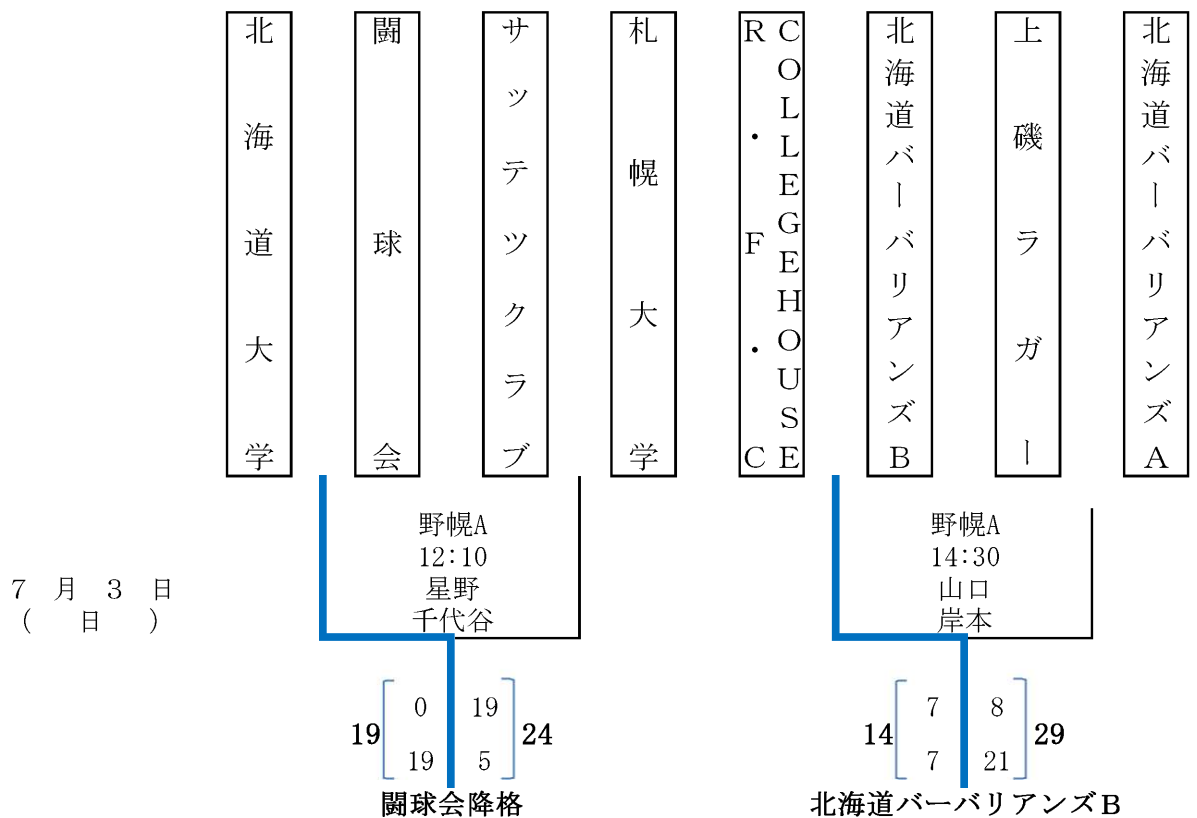 北海道大学
闘球会
サッテツクラブ
札幌大学
COLLEGEHOUSE
R・F・C
北海道バーバリアンズB
上磯ラガー
北海道バーバリアンズA
野幌A
12:10
星野
千代谷
野幌A
14:30
山口
岸本
７月３日
(日)
19 0 19 24
19 5
14 7 8 29
7 21
闘球会降格
北海道バーバリアンズB